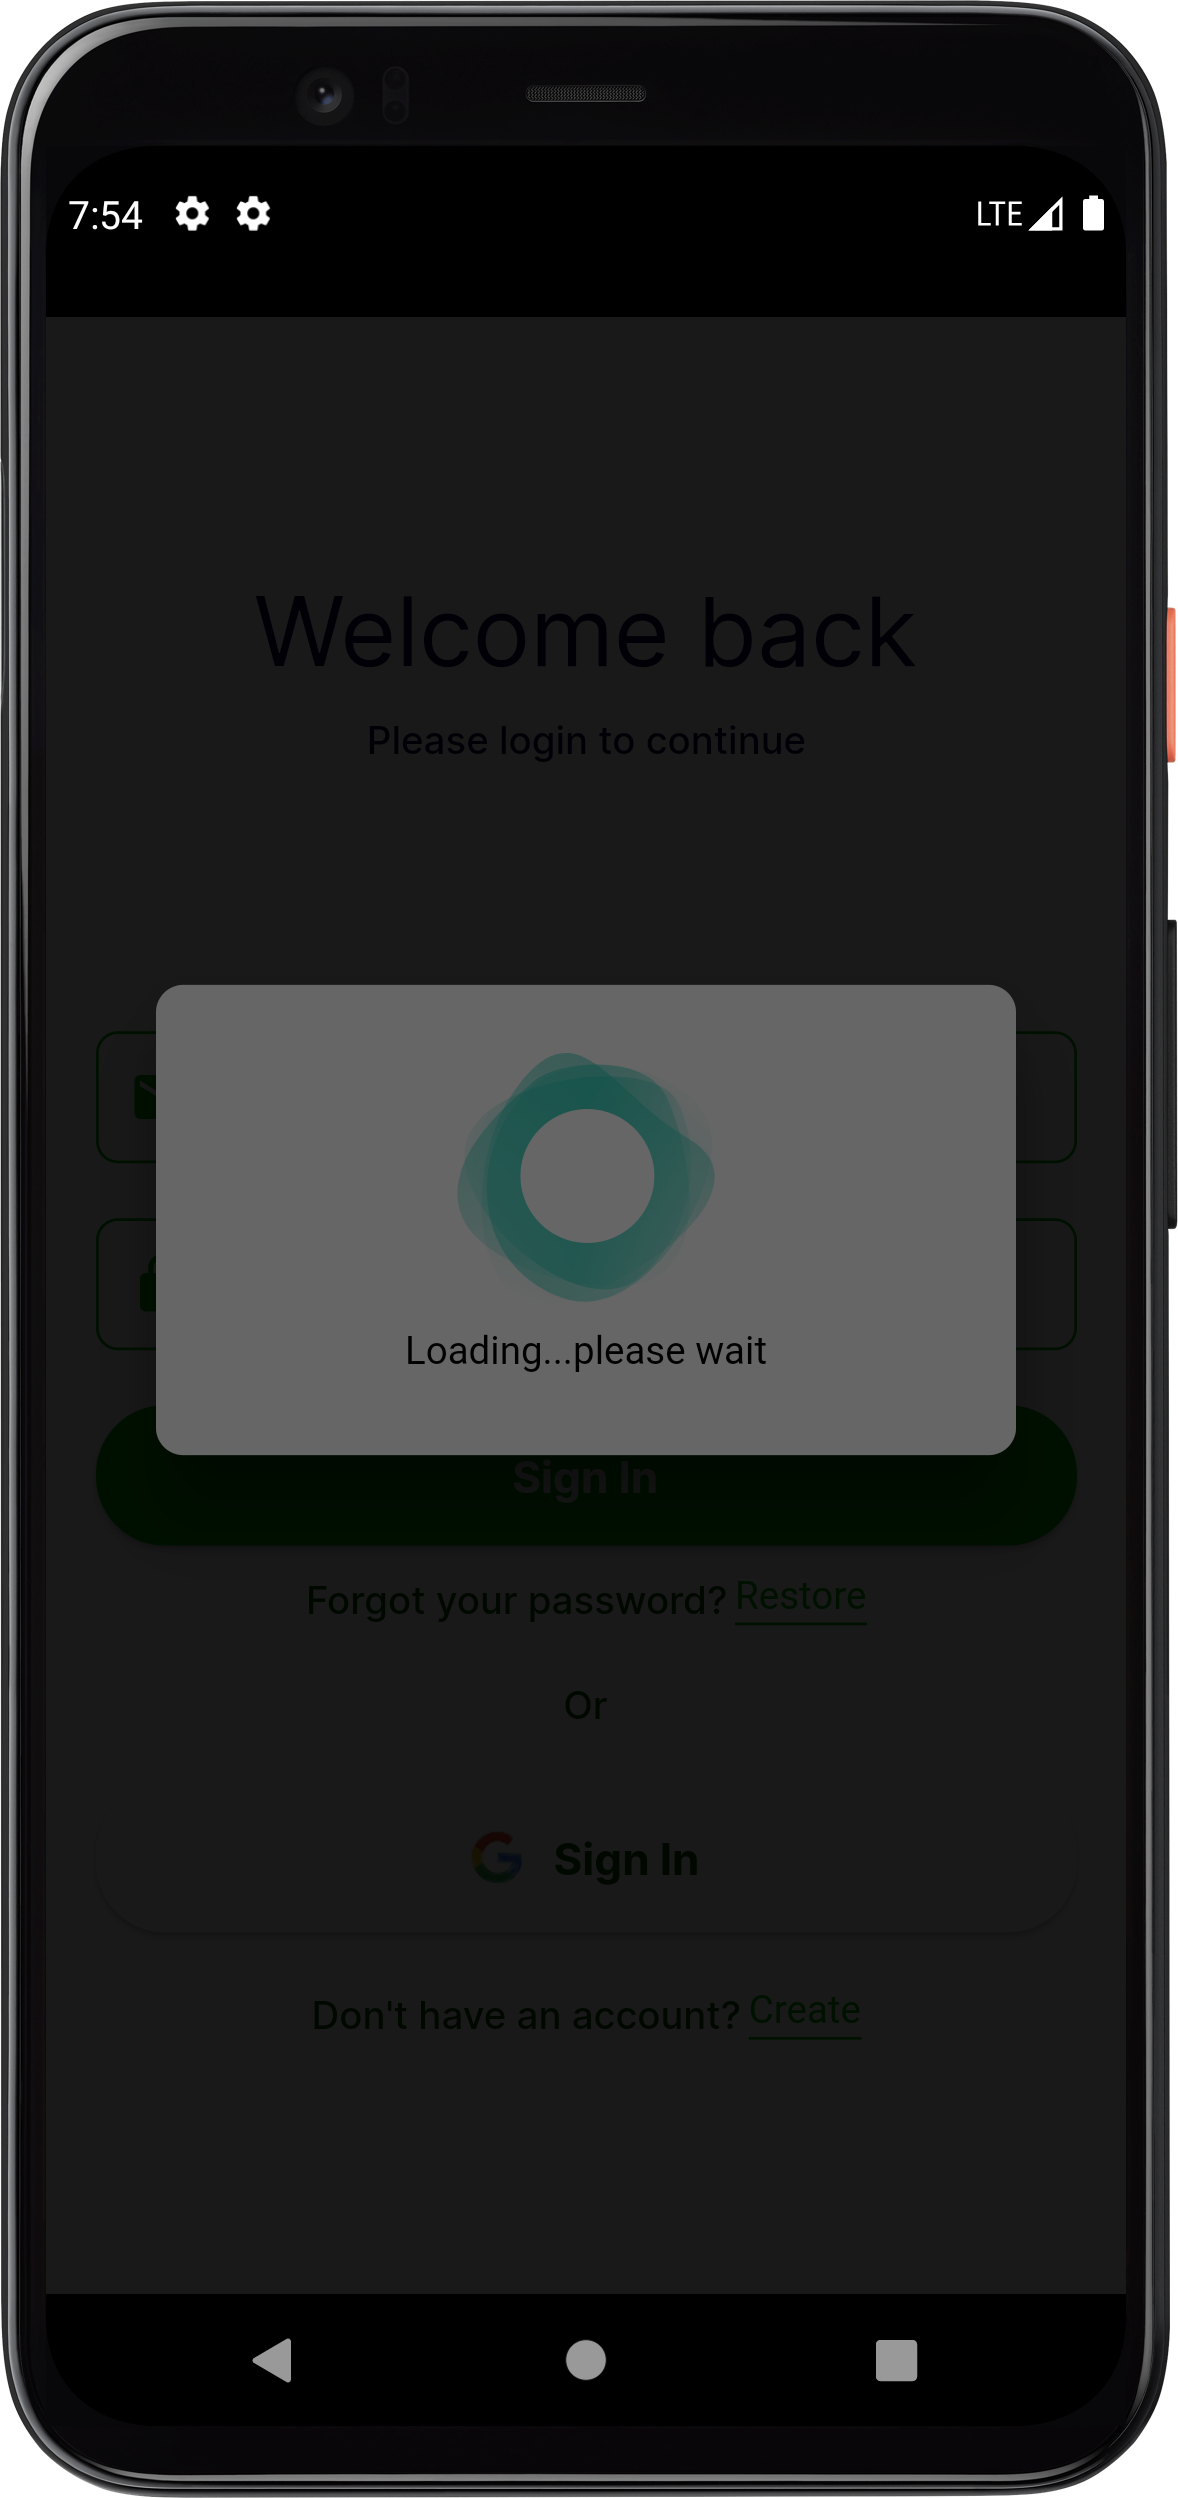 7:54 LTE
Welcome back
Please login to continue
Loading...please wait
Sign In
Forgot your password? Restore
Or
G Sign In
Don't have an account? Create